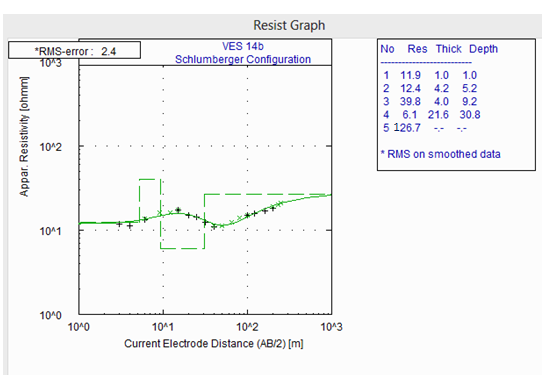 Resist Graph
*RMS-error : 2.4
VES 14b
Schlumberger Configuration
10^3
10^2
10^1
10^0
Appar. Resistivity [ohmm]
10^0 10^1 10^2 10^3
Current Electrode Distance (AB/2) [m]
No Res Thick Depth
------------------------
1 11.9 1.0 1.0
2 12.4 4.2 5.2
3 39.8 4.0 9.2
4 6.1 21.6 30.8
5 126.7 -.- -.-
* RMS on smoothed data